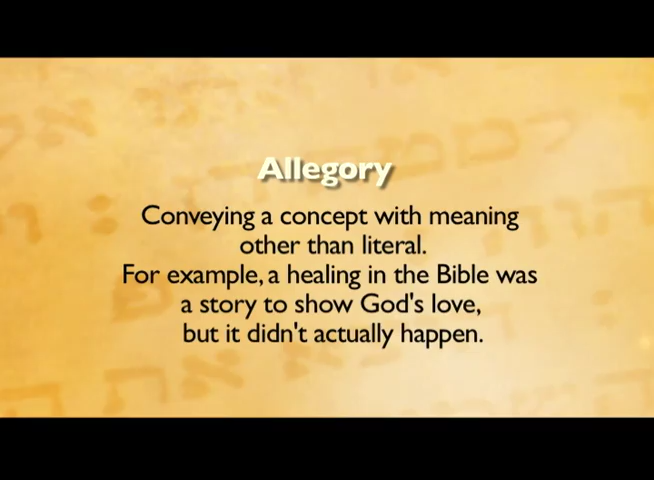 Allegory
Conveying a concept with meaning
other than literal.
For example, a healing in the Bible was
a story to show God's love,
but it didn't actually happen.